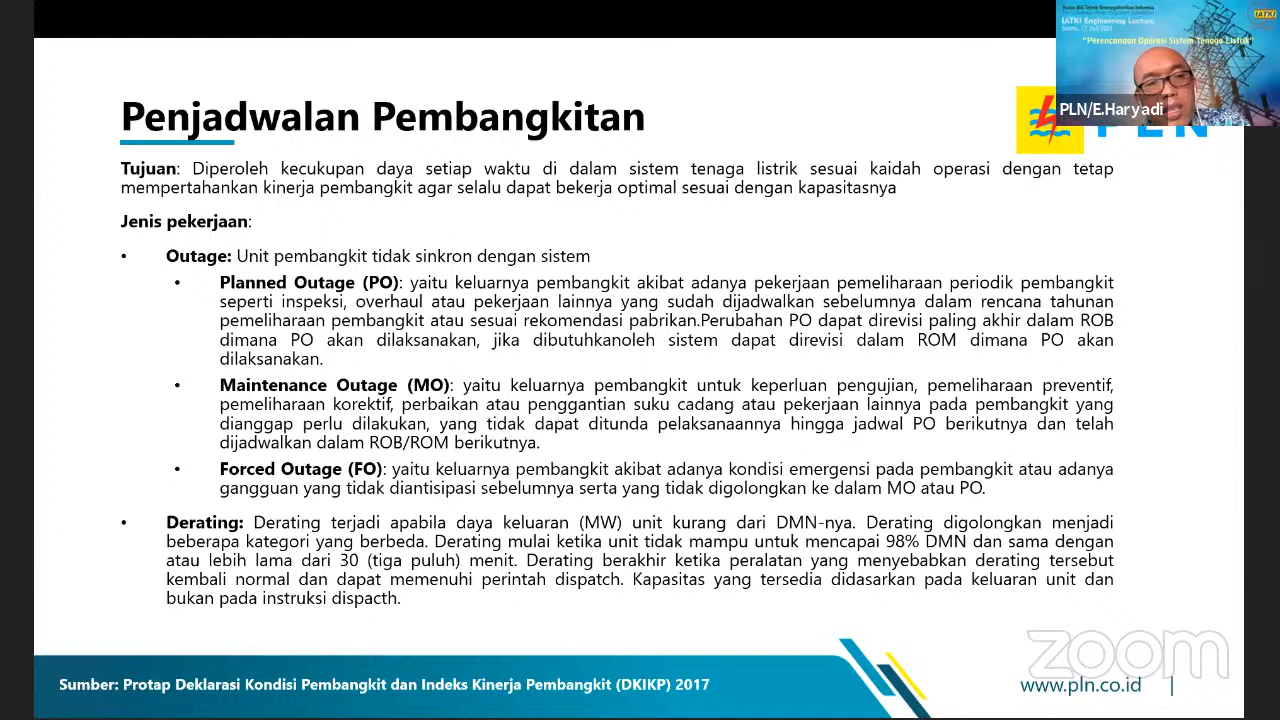 IATKI Engineering Lecture
"Perencanaan Operasi Sistem Tenaga Listrik"
IATKI
PLN/E.Haryadi
Penjadwalan Pembangkitan
Tujuan: Diperoleh kecukupan daya setiap waktu di dalam sistem tenaga listrik sesuai kaidah operasi dengan tetap
mempertahankan kinerja pembangkit agar selalu dapat bekerja optimal sesuai dengan kapasitasnya
Jenis pekerjaan:
• Outage: Unit pembangkit tidak sinkron dengan sistem
• Planned Outage (PO): yaitu keluarnya pembangkit akibat adanya pekerjaan pemeliharaan periodik pembangkit
seperti inspeksi, overhaul atau pekerjaan lainnya yang sudah dijadwalkan sebelumnya dalam rencana tahunan
pemeliharaan pembangkit atau sesuai rekomendasi pabrikan.Perubahan PO dapat direvisi paling akhir dalam ROB
dimana PO akan dilaksanakan, jika dibutuhkanoleh sistem dapat direvisi dalam ROM dimana PO akan
dilaksanakan.
• Maintenance Outage (MO): yaitu keluarnya pembangkit untuk keperluan pengujian, pemeliharaan preventif,
pemeliharaan korektif, perbaikan atau penggantian suku cadang atau pekerjaan lainnya pada pembangkit yang
dianggap perlu dilakukan, yang tidak dapat ditunda pelaksanaannya hingga jadwal PO berikutnya dan telah
dijadwalkan dalam ROB/ROM berikutnya.
• Forced Outage (FO): yaitu keluarnya pembangkit akibat adanya kondisi emergensi pada pembangkit atau adanya
gangguan yang tidak diantisipasi sebelumnya serta yang tidak digolongkan ke dalam MO atau PO.
• Derating: Derating terjadi apabila daya keluaran (MW) unit kurang dari DMN-nya. Derating digolongkan menjadi
beberapa kategori yang berbeda. Derating mulai ketika unit tidak mampu untuk mencapai 98% DMN dan sama dengan
atau lebih lama dari 30 (tiga puluh) menit. Derating berakhir ketika peralatan yang menyebabkan derating tersebut
kembali normal dan dapat memenuhi perintah dispatch. Kapasitas yang tersedia didasarkan pada keluaran unit dan
bukan pada instruksi dispacth.
zoom
Sumber: Protap Deklarasi Kondisi Pembangkit dan Indeks Kinerja Pembangkit (DKIKP) 2017
www.pln.co.id |